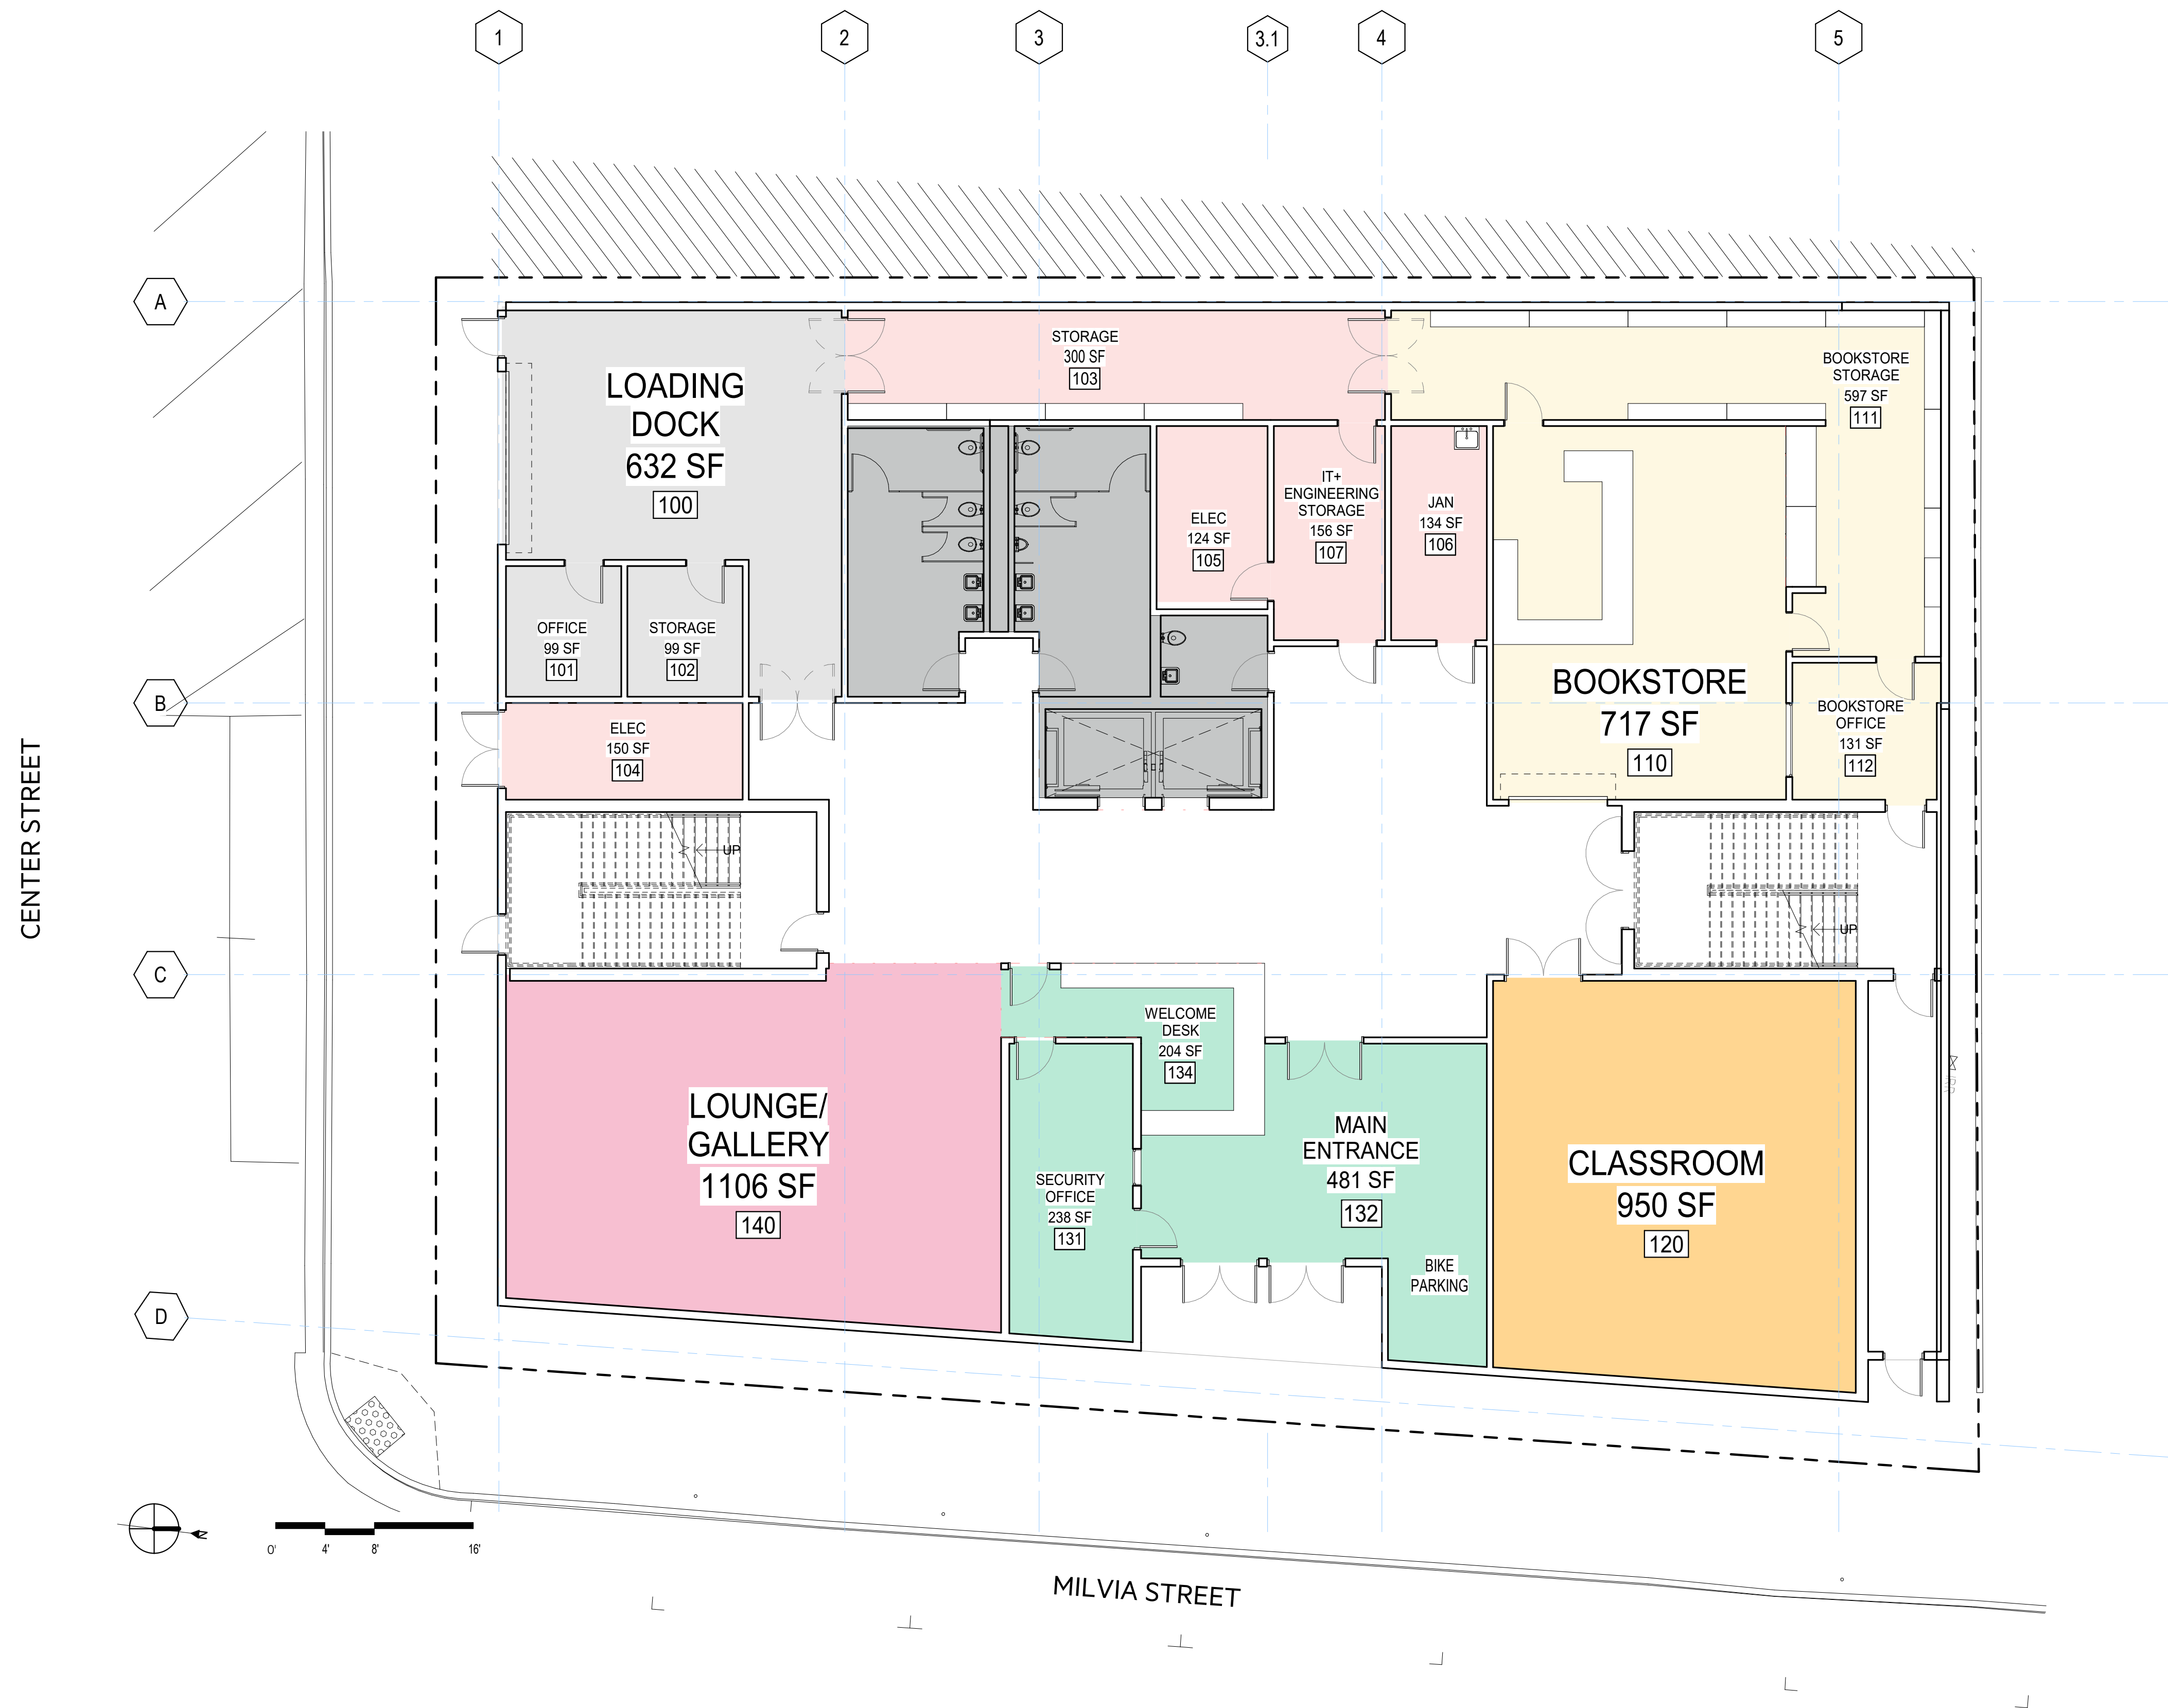 1
2
3
3.1
4
5
A
B
C
D
CENTER STREET
LOADING
DOCK
632 SF
100
STORAGE
300 SF
103
BOOKSTORE
STORAGE
597 SF
111
ELEC
124 SF
105
IT+
ENGINEERING
STORAGE
156 SF
107
JAN
134 SF
106
OFFICE
99 SF
101
STORAGE
99 SF
102
BOOKSTORE
717 SF
110
BOOKSTORE
OFFICE
131 SF
112
ELEC
150 SF
104
UP
UP
LOUNGE/
GALLERY
1106 SF
140
WELCOME
DESK
204 SF
134
SECURITY
OFFICE
238 SF
131
MAIN
ENTRANCE
481 SF
132
BIKE
PARKING
CLASSROOM
950 SF
120
N
0'
4'
8'
16'
MILVIA STREET